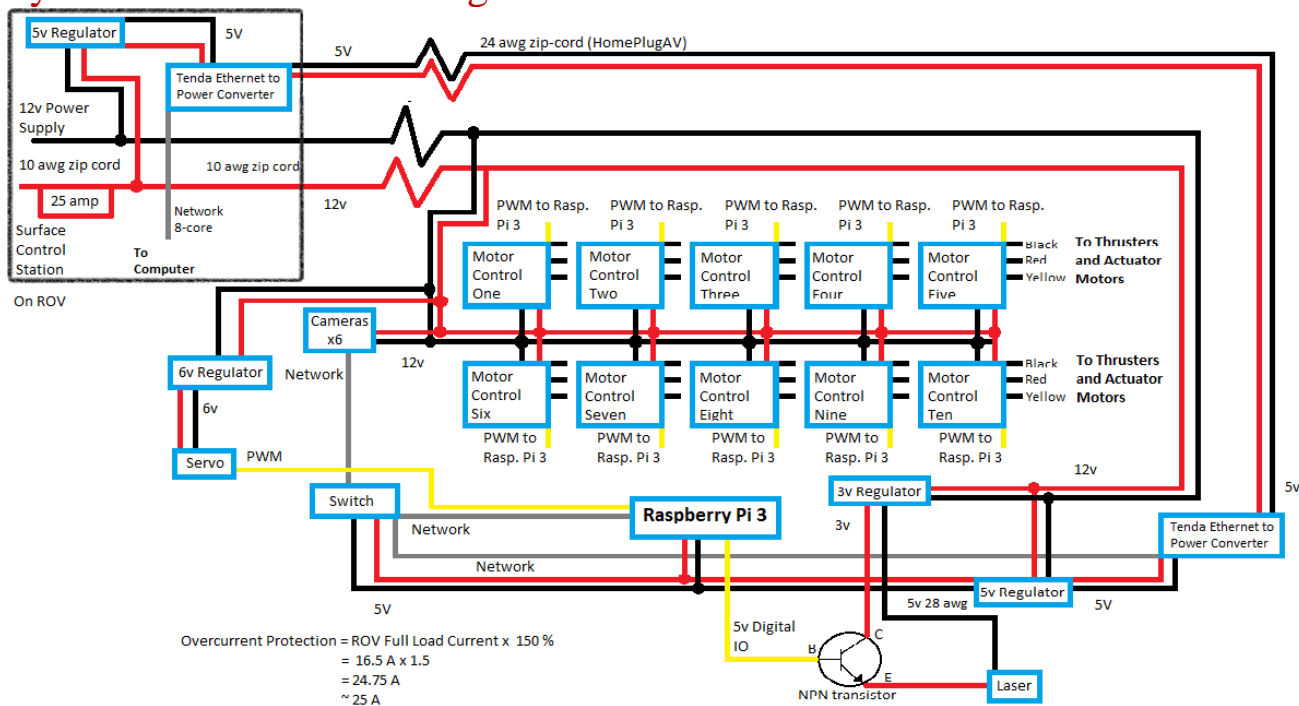 5v Regulator
5V
Tenda Ethernet to
Power Converter
12v Power
Supply
10 awg zip cord
25 amp
Network
8-core
Surface
Control
Station
To
Computer
On ROV
5V
24 awg zip-cord (HomePlugAV)
10 awg zip cord
12v
PWM to Rasp.
Pi 3
PWM to Rasp.
Pi 3
PWM to Rasp.
Pi 3
PWM to Rasp.
Pi 3
PWM to Rasp.
Pi 3
Motor
Control
One
Motor
Control
Two
Motor
Control
Three
Motor
Control
Four
Motor
Control
Five
Black
Red
Yellow
To Thrusters
and Actuator
Motors
Cameras
x6
12v
6v Regulator
Network
6v
Motor
Control
Six
Motor
Control
Seven
Motor
Control
Eight
Motor
Control
Nine
Motor
Control
Ten
Black
Red
Yellow
To Thrusters
and Actuator
Motors
PWM to
Rasp. Pi 3
PWM to
Rasp. Pi 3
PWM to
Rasp. Pi 3
PWM to
Rasp. Pi 3
PWM to
Rasp. Pi 3
Servo
PWM
12v
5v
Switch
Raspberry Pi 3
3v Regulator
3v
Network
Network
Tenda Ethernet to
Power Converter
5V
5v 28 awg
5v Regulator
5V
5v Digital
IO
B
C
E
NPN transistor
Laser
Overcurrent Protection = ROV Full Load Current x 150 %
= 16.5 A x 1.5
= 24.75 A
~ 25 A